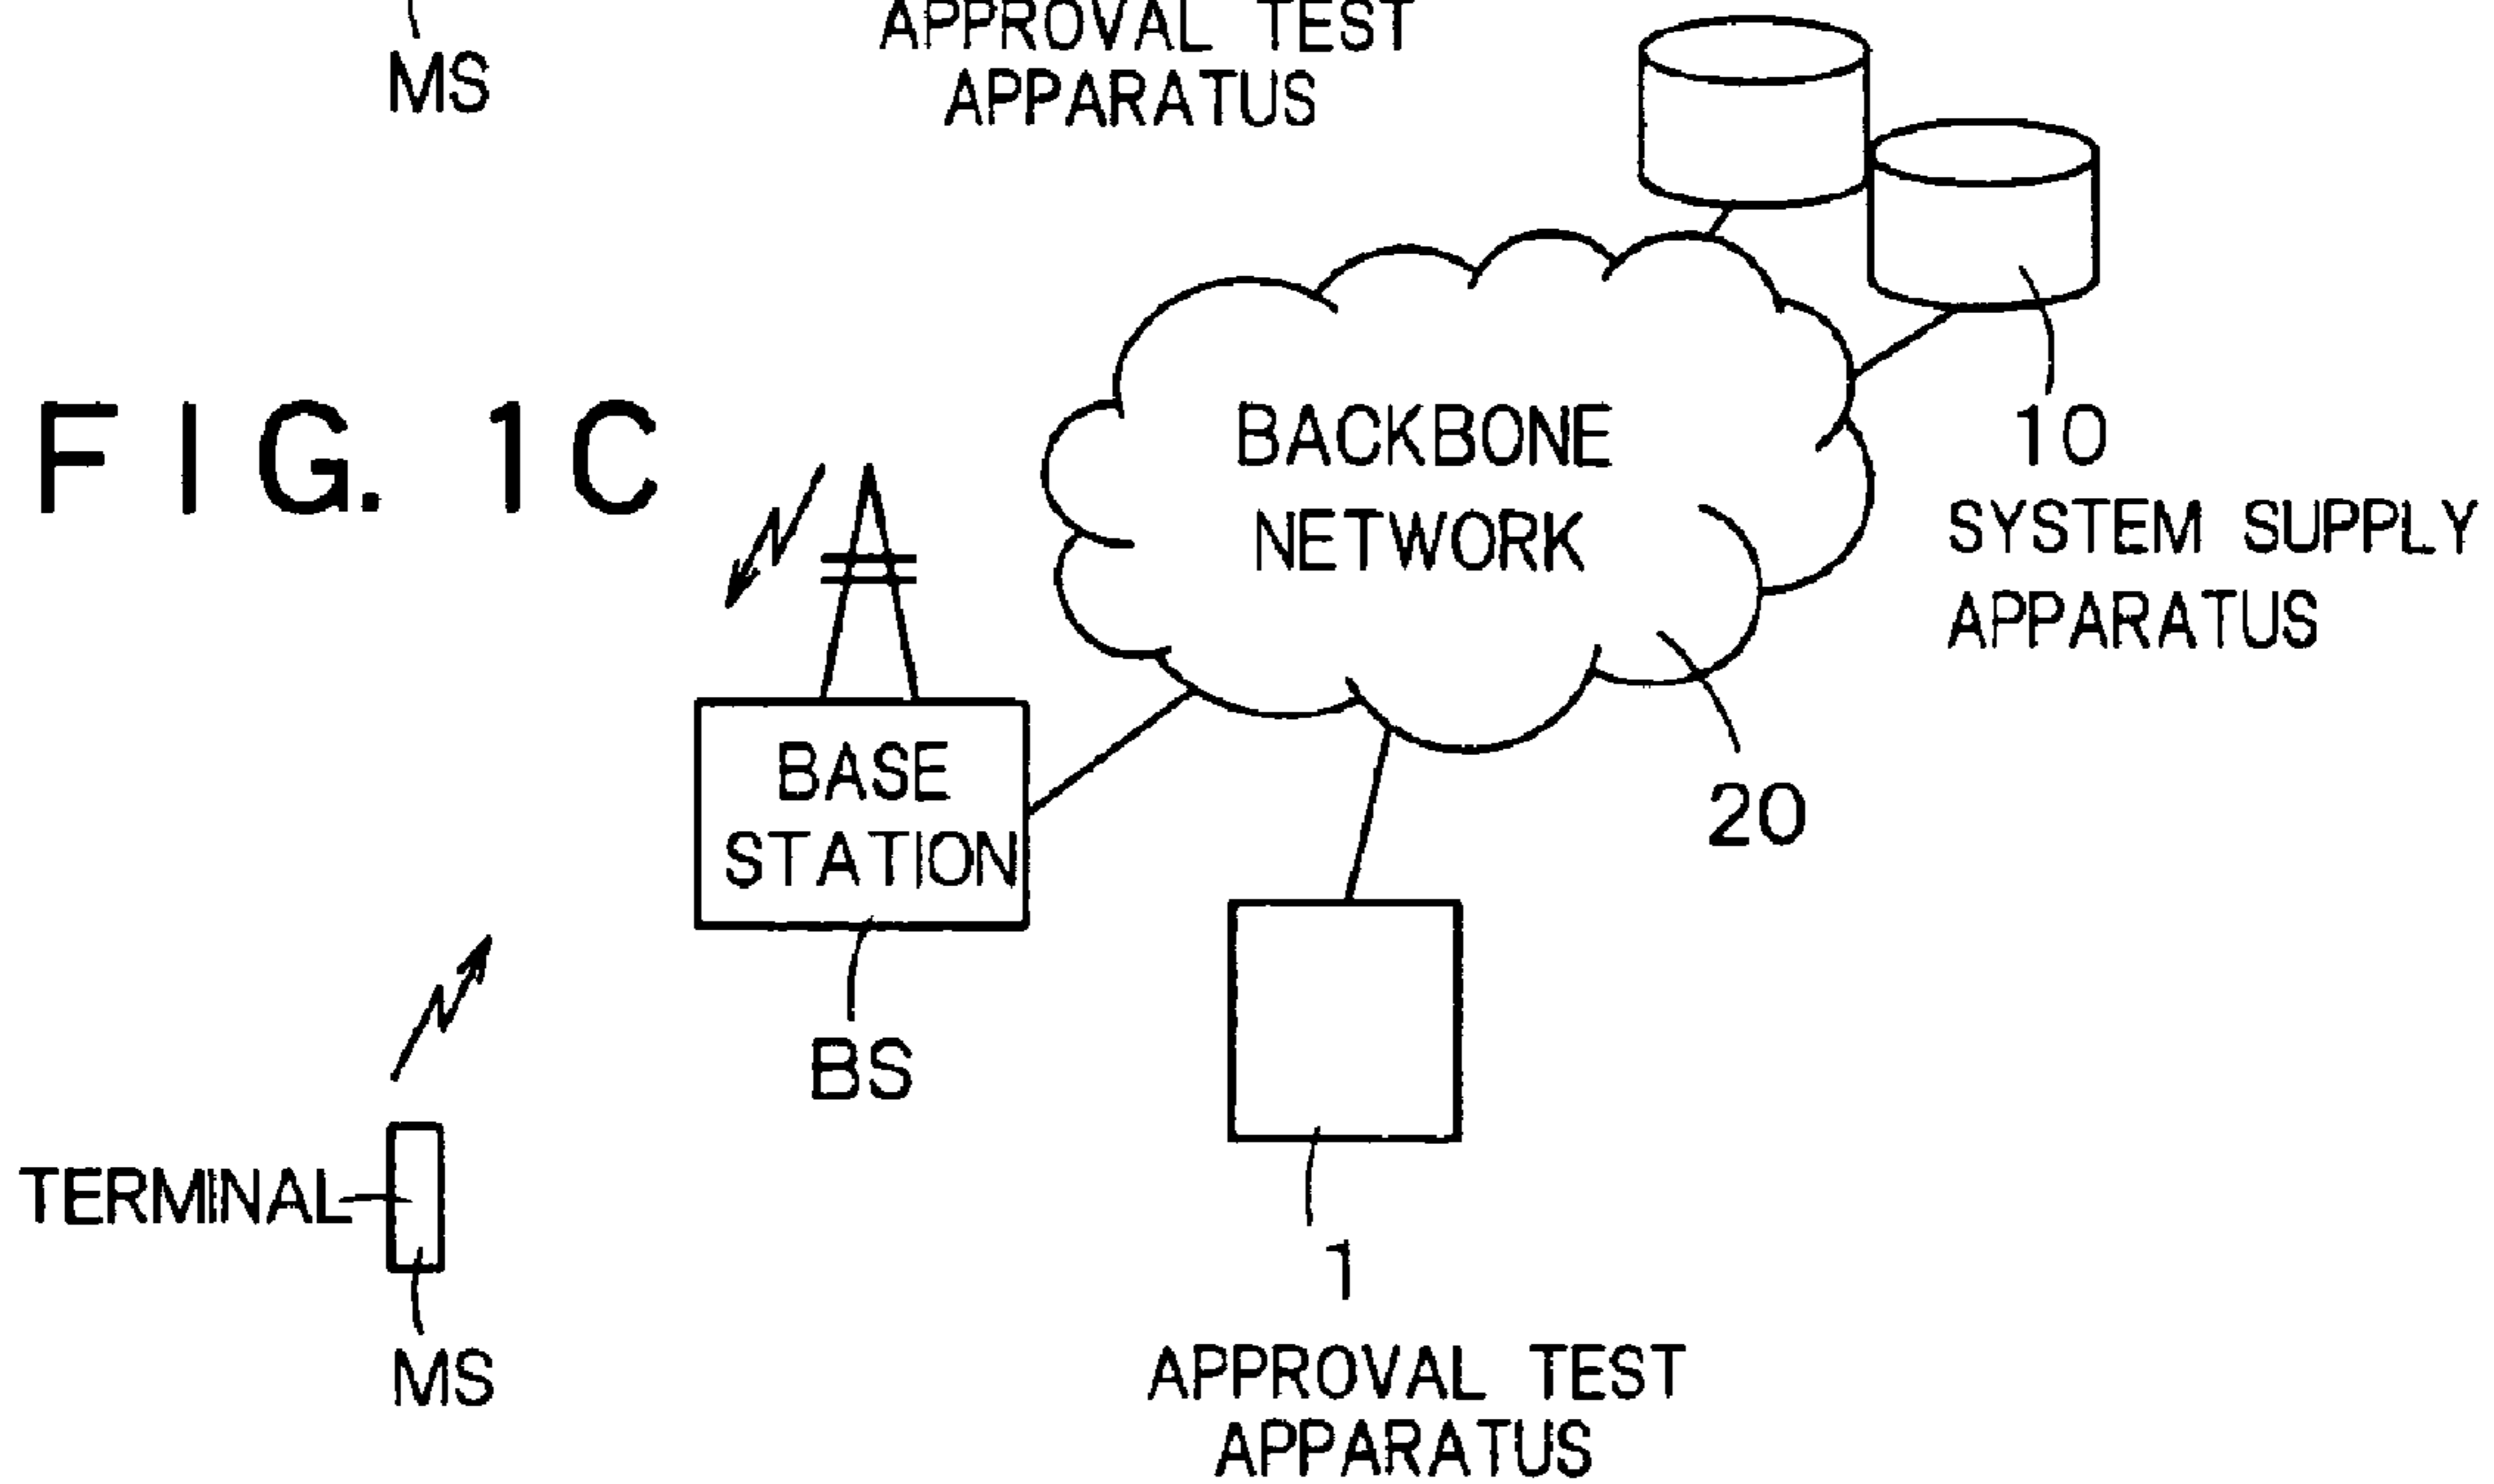 APPROVAL TEST
MS
APPARATUS
FIG. 1C
BACKBONE
NETWORK
10
SYSTEM SUPPLY
APPARATUS
BASE
STATION
20
BS
TERMINAL
1
MS
APPROVAL TEST
APPARATUS